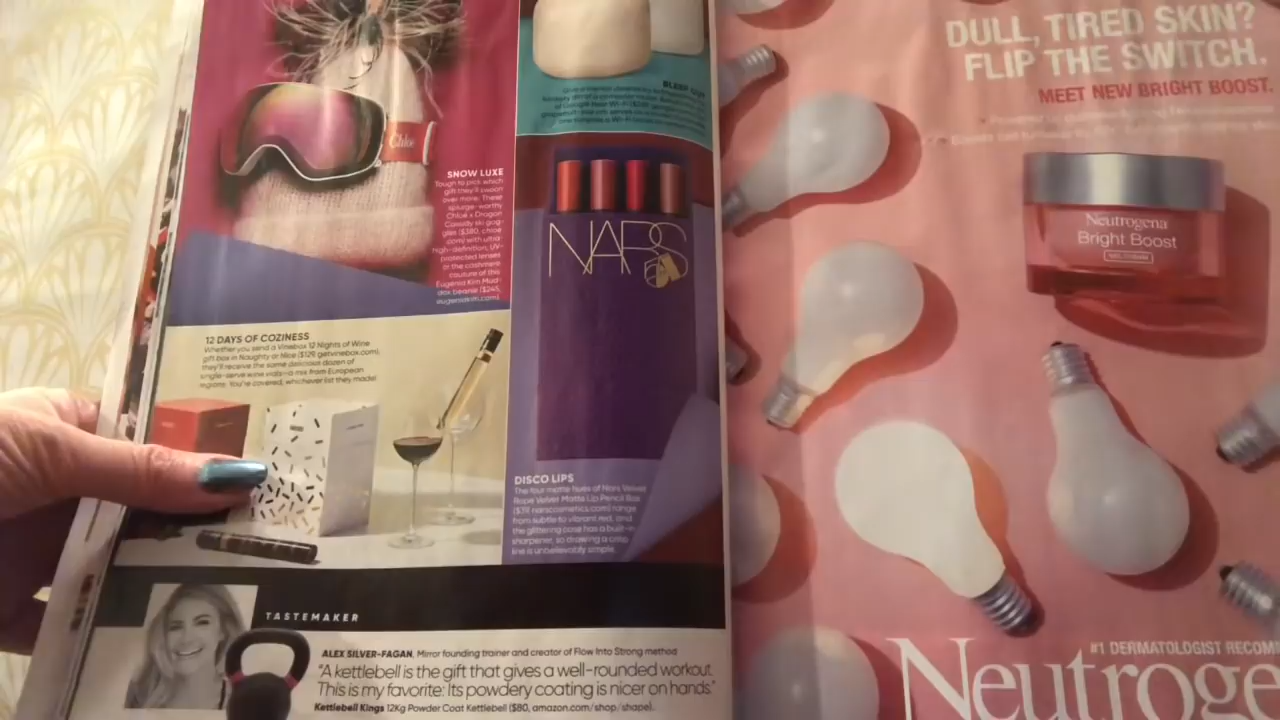 Chloé
SNOW LUXE
Tough to pick which
gift they'll swoon
over more: These
splurge-worthy
Chloé x Dragon
Cassidy ski gog-
gles ($380, chloe
.com) with ultra-
high-definition, UV-
protected lenses
or the cashmere
couture of this
Eugenia Kim Mud-
dox beanie ($245,
eugeniakim.com).
12 DAYS OF COZINESS
Whether you send a Vinebox 12 Nights of Wine
gift box in Naughty or Nice ($129, getvinebox.com),
they'll receive the same delicious dozen of
single-serve wine vials—a mix from European
regions. You're covered, whichever list they made!
NARS
DISCO LIPS
The four matte hues of Nars Velvet
Rope Velvet Matte Lip Pencil Box
narscosmetics.com) range
from subtle to vibrant red, and
the glittering case has a built-in
sharpener, so drawing a crisp
line is unbelievably simple.
TASTEMAKER
ALEX SILVER-FAGAN, Mirror founding trainer and creator of Flow Into Strong method
"A kettlebell is the gift that gives a well-rounded workout.
This is my favorite: Its powdery coating is nicer on hands."
Kettlebell Kings 12Kg Powder Coat Kettlebell ($80, amazon.com/shop/shape).
DULL, TIRED SKIN?
FLIP THE SWITCH.
MEET NEW BRIGHT BOOST.
Neutrogena
Bright Boost
#1 DERMATOLOGIST RECOM
Neutroge